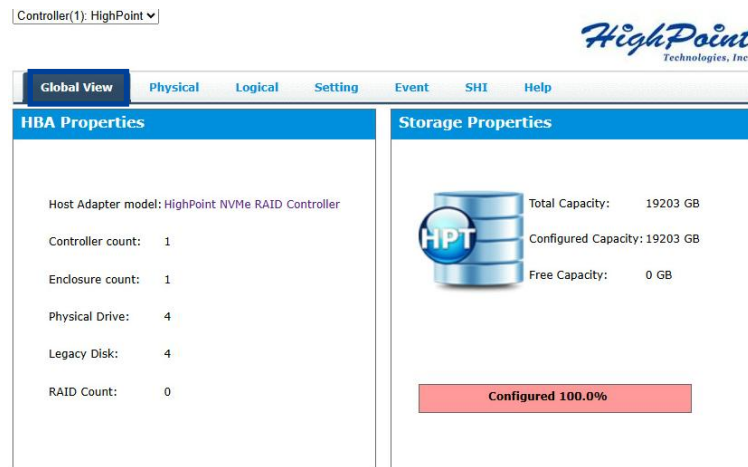 Controller(1): HighPoint
HighPoint
Technologies, Inc
Global View Physical Logical Setting Event SHI Help
HBA Properties
Host Adapter model: HighPoint NVMe RAID Controller
Controller count: 1
Enclosure count: 1
Physical Drive: 4
Legacy Disk: 4
RAID Count: 0
Storage Properties
HPT
Total Capacity: 19203 GB
Configured Capacity: 19203 GB
Free Capacity: 0 GB
Configured 100.0%